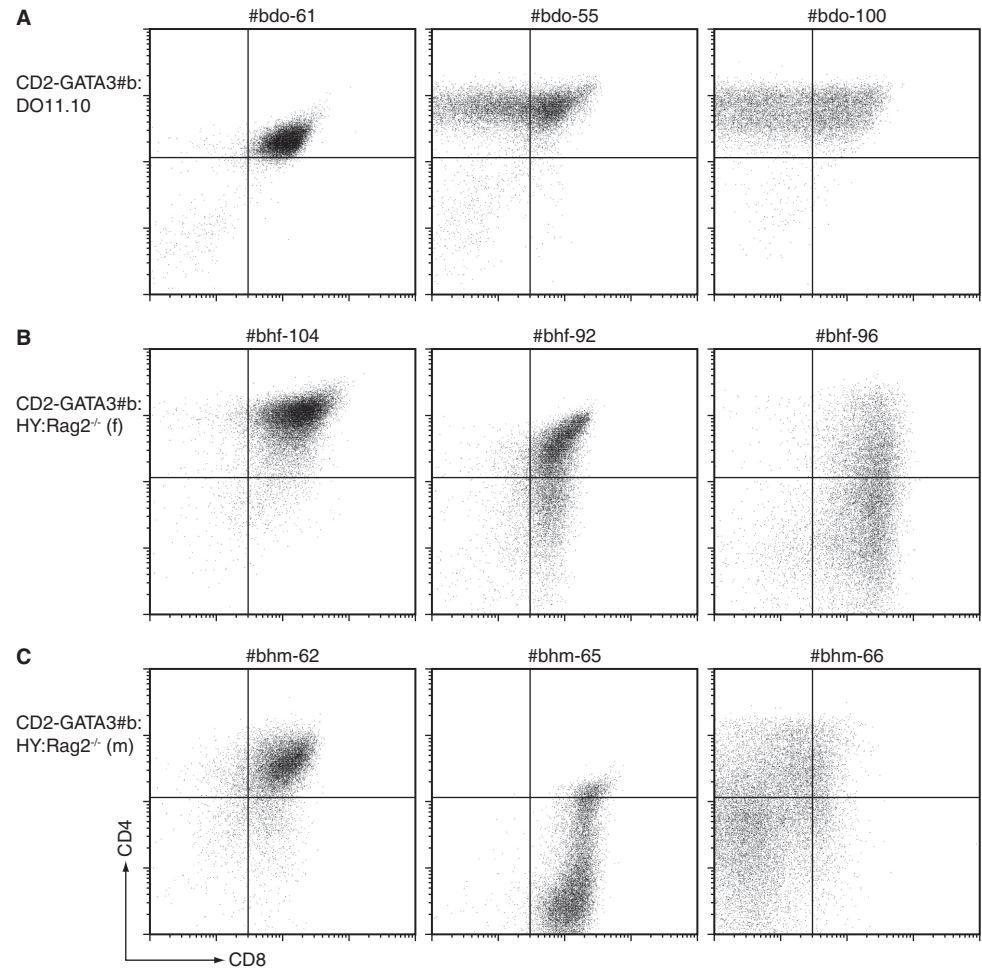 A
#bdo-61
#bdo-55
#bdo-100
CD2-GATA3#b:
DO11.10
B
#bhf-104
#bhf-92
#bhf-96
CD2-GATA3#b:
HY:Rag2-/- (f)
C
#bhm-62
#bhm-65
#bhm-66
CD2-GATA3#b:
HY:Rag2-/- (m)
CD4
CD8